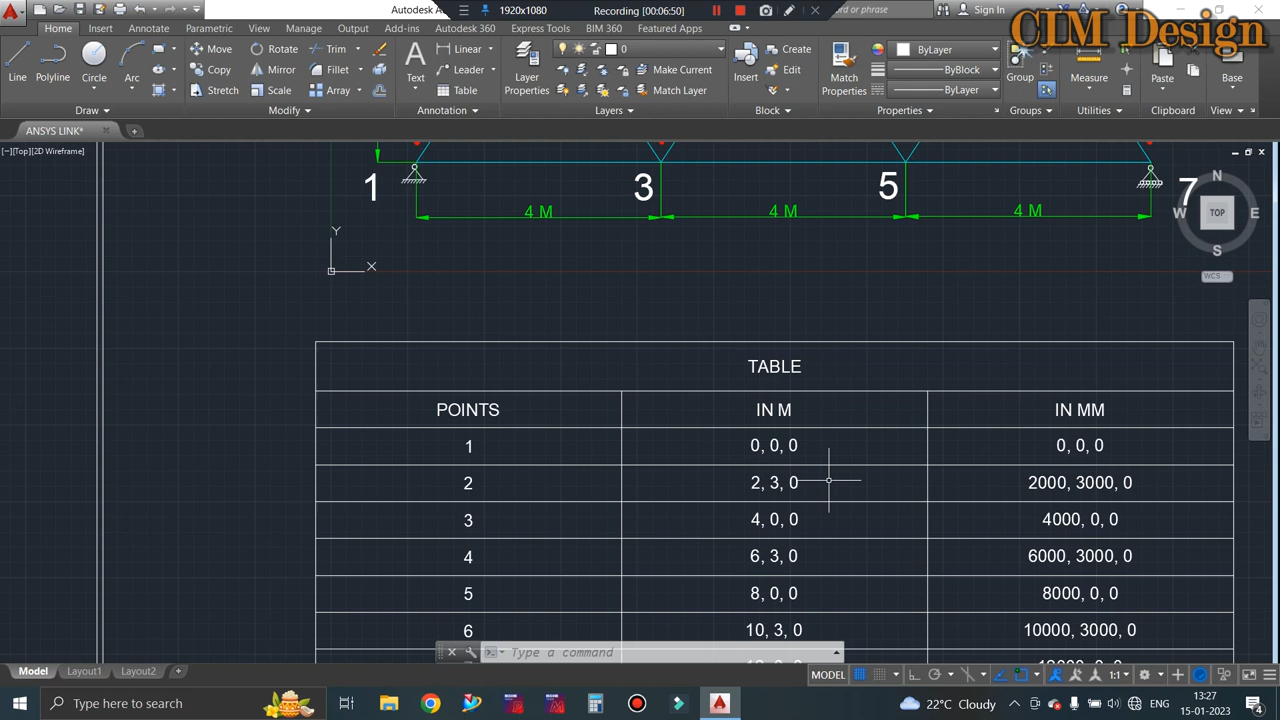 Autodesk A
1920x1080
Recording [00:06:50]
or phrase
Sign In
CIM Design
Home
Insert
Annotate
Parametric
View
Manage
Output
Add-ins
Autodesk 360
Express Tools
BIM 360
Featured Apps
Line
Polyline
Circle
Arc
Move
Rotate
Trim
Copy
Mirror
Fillet
Stretch
Scale
Array
Text
Linear
Leader
Table
Layer Properties
0
Make Current
Match Layer
Insert
Create
Edit
Match Properties
ByLayer
ByBlock
ByLayer
Group
Measure
Paste
Base
Draw
Modify
Annotation
Layers
Block
Properties
Groups
Utilities
Clipboard
View
ANSYS LINK*
[−][Top][2D Wireframe]
1
3
5
7
4 M
4 M
4 M
Y
X
N
W
TOP
E
S
WCS
TABLE
POINTS IN M IN MM
1 0, 0, 0 0, 0, 0
2 2, 3, 0 2000, 3000, 0
3 4, 0, 0 4000, 0, 0
4 6, 3, 0 6000, 3000, 0
5 8, 0, 0 8000, 0, 0
6 10, 3, 0 10000, 3000, 0
Type a command
Model
Layout1
Layout2
MODEL
1:1
Type here to search
22°C Cloudy
ENG
13:27
15-01-2023
4